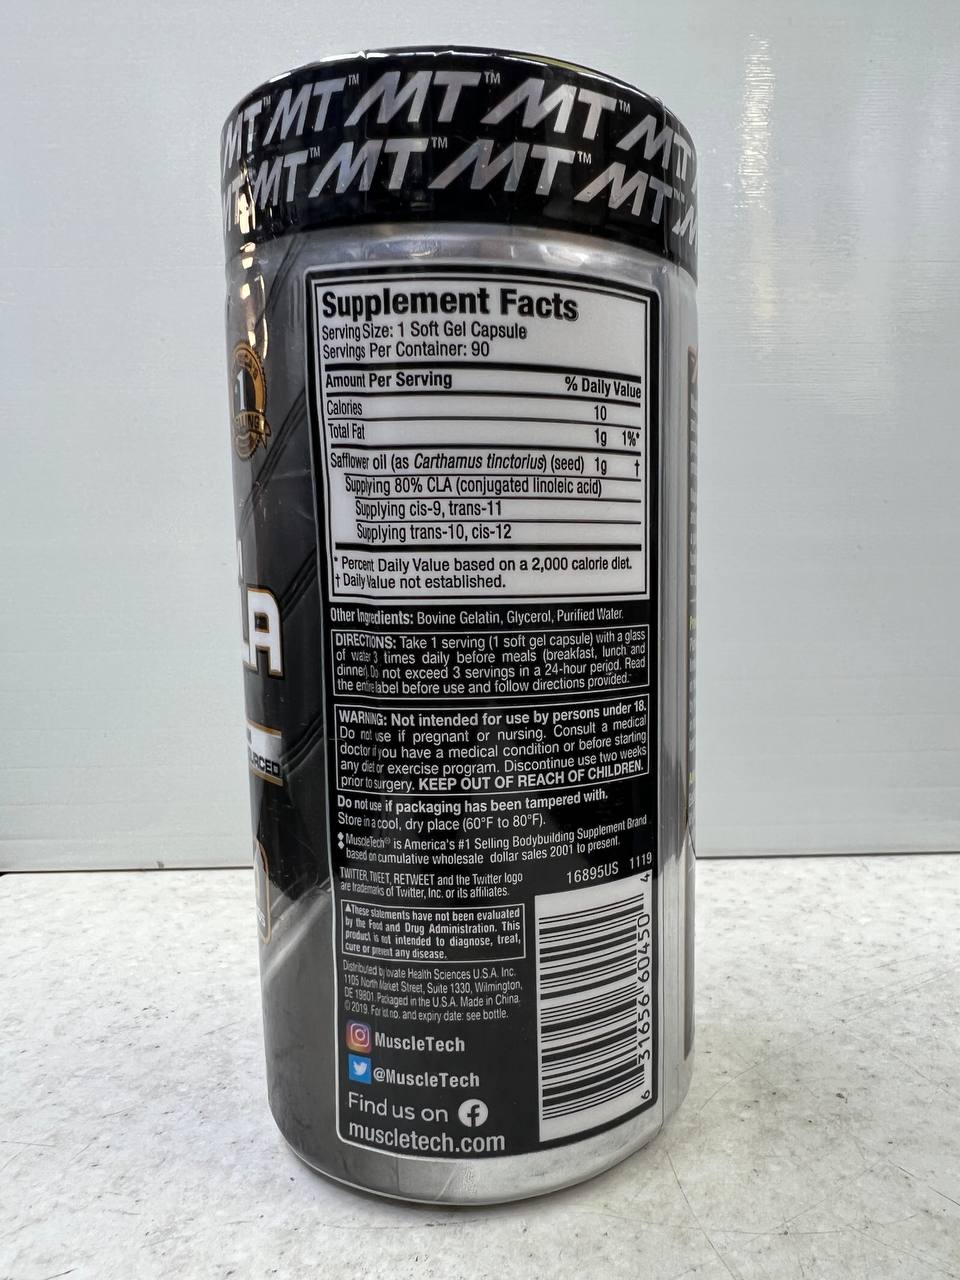 MT™ MT™ MT™ MT™ MT
MT™ MT™ MT™ MT
Supplement Facts
Serving Size: 1 Soft Gel Capsule
Servings Per Container: 90
Amount Per Serving % Daily Value
Calories 10
Total Fat 1g 1%*
Safflower oil (as Carthamus tinctorius) (seed) 1g †
Supplying 80% CLA (conjugated linoleic acid)
Supplying cis-9, trans-11
Supplying trans-10, cis-12
* Percent Daily Value based on a 2,000 calorie diet.
† Daily Value not established.
Other Ingredients: Bovine Gelatin, Glycerol, Purified Water.
DIRECTIONS: Take 1 serving (1 soft gel capsule) with a glass
of water 3 times daily before meals (breakfast, lunch and
dinner). Do not exceed 3 servings in a 24-hour period. Read
the entire label before use and follow directions provided.
WARNING: Not intended for use by persons under 18.
Do not use if pregnant or nursing. Consult a medical
doctor if you have a medical condition or before starting
any diet or exercise program. Discontinue use two weeks
prior to surgery. KEEP OUT OF REACH OF CHILDREN.
Do not use if packaging has been tampered with.
Store in a cool, dry place (60°F to 80°F).
MuscleTech® is America's #1 Selling Bodybuilding Supplement Brand
based on cumulative wholesale dollar sales 2001 to present.
TWITTER, TWEET, RETWEET and the Twitter logo
are trademarks of Twitter, Inc. or its affiliates.
16895US 1119
▲These statements have not been evaluated
by the Food and Drug Administration. This
product is not intended to diagnose, treat,
cure or prevent any disease.
Distributed by Iovate Health Sciences U.S.A. Inc.
1105 North Market Street, Suite 1330, Wilmington,
DE 19801. Packaged in the U.S.A. Made in China.
© 2019. For lot no. and expiry date: see bottle.
MuscleTech
@MuscleTech
Find us on
muscletech.com
6 31656 60450 4
LA